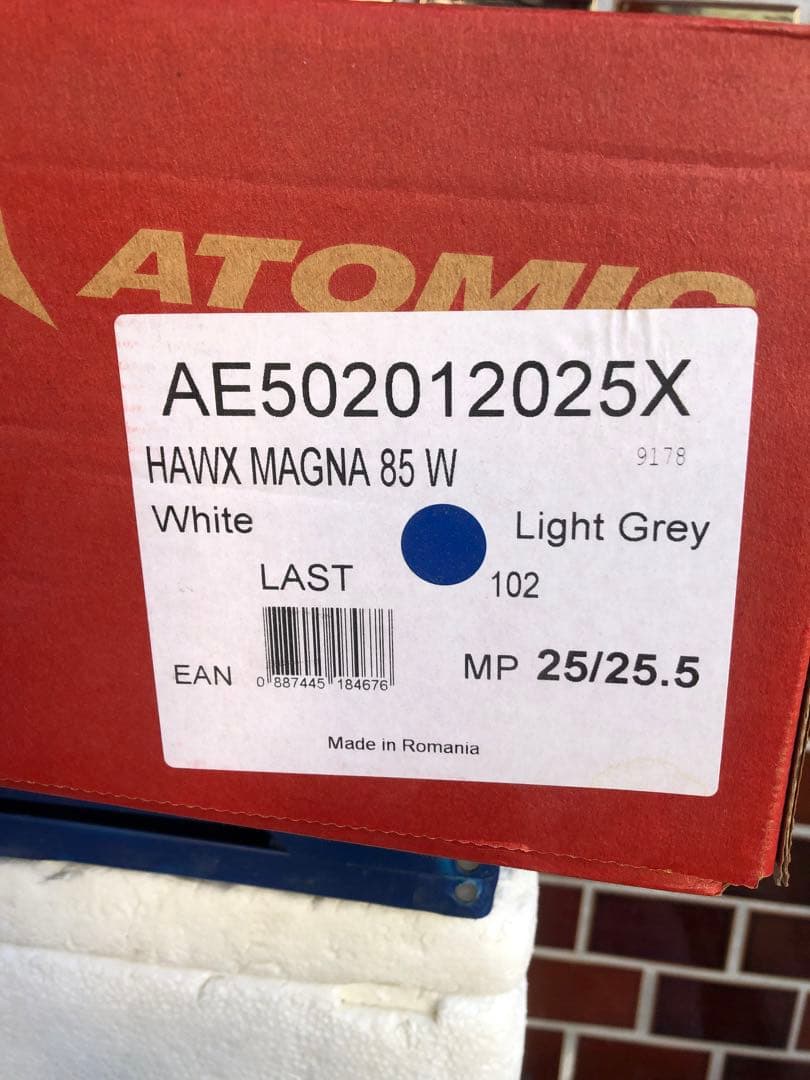 ATOMIC
AE502012025X
HAWX MAGNA 85 W 9178
White Light Grey
LAST 102
EAN 0 887445 184676 MP 25/25.5
Made in Romania